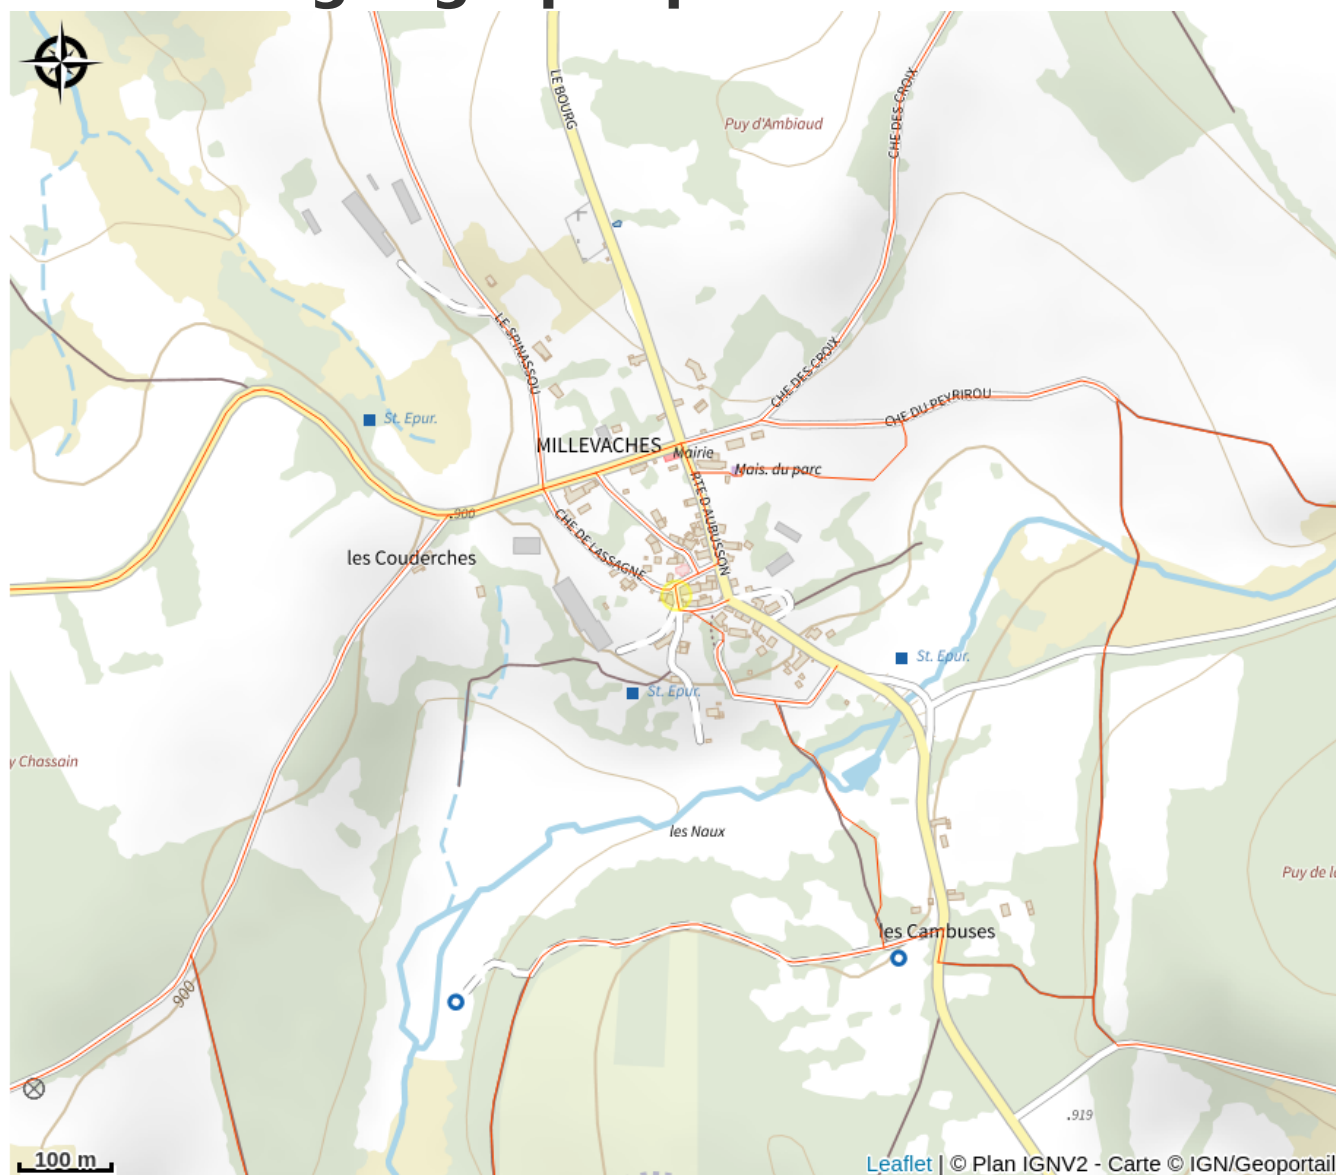 LE BOURG
Puy d'Ambiaud
CHE DES CROIX
LE SPINASSOU
CHE DES CROIX
CHE DU PEYRIROU
St. Epur.
MILLEVACHES
Mairie
Mais. du parc
RTE D'AUBUSSON
.900
CHE DE LASSAGNE
les Couderches
St. Epur.
St. Epur.
y Chassain
les Naux
Puy de
les Cambuses
900
.919
100 m
Leaflet | © Plan IGNV2 - Carte © IGN/Geoportail